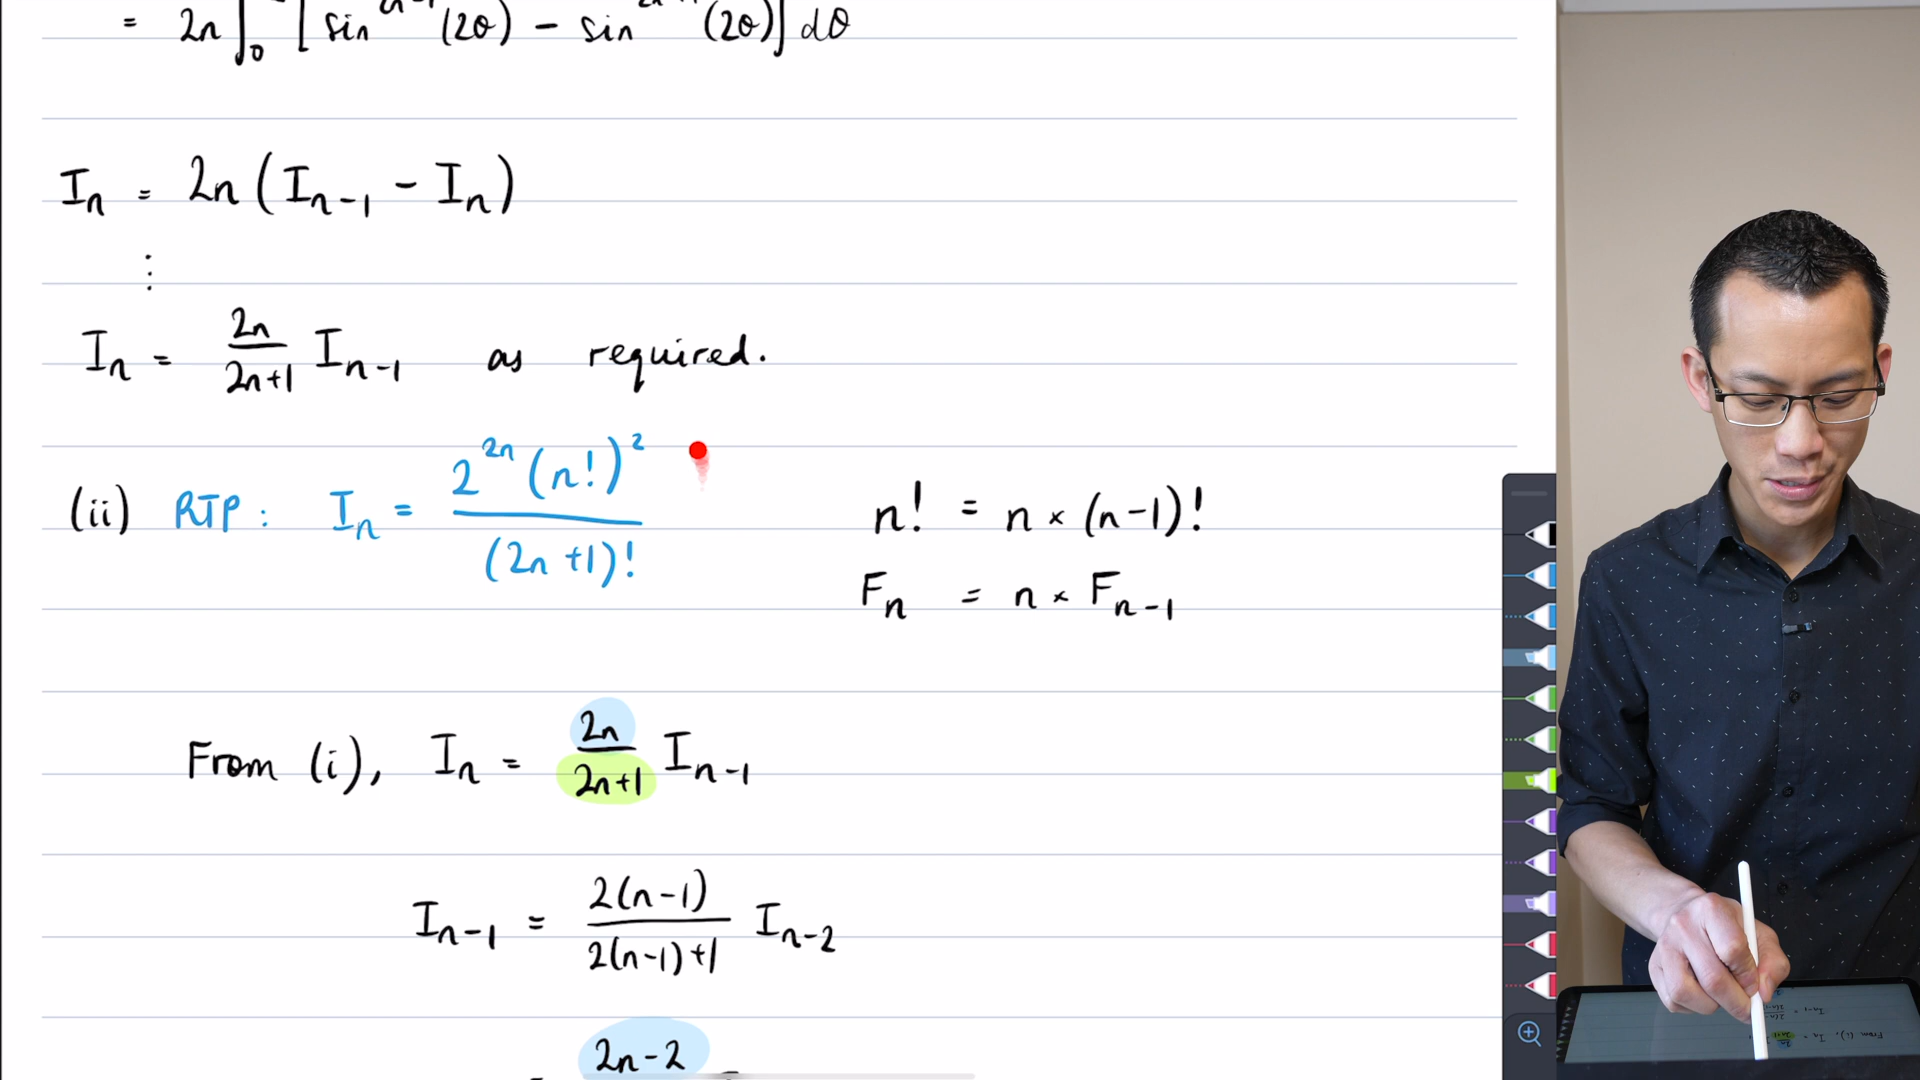 = 2n ∫₀ [ sin (2θ) − sin (2θ) ] dθ
Iₙ = 2n ( Iₙ₋₁ − Iₙ )
⋮
Iₙ = 2n/(2n+1) Iₙ₋₁ as required.
(ii) RTP : Iₙ = 2²ⁿ (n!)² / (2n +1)!
n! = n × (n−1)!
Fₙ = n × Fₙ₋₁
From (i), Iₙ = 2n/(2n+1) Iₙ₋₁
Iₙ₋₁ = 2(n−1)/(2(n−1)+1) Iₙ₋₂
= 2n−2